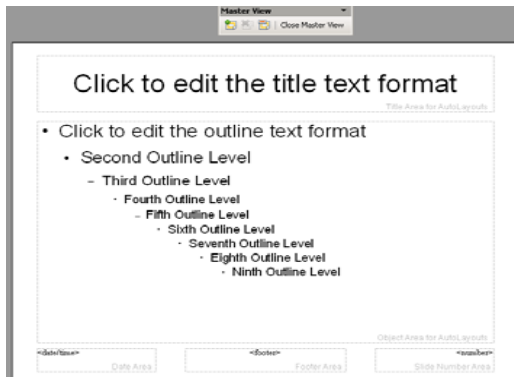 Master View
Close Master View
Click to edit the title text format
Title Area for AutoLayouts
• Click to edit the outline text format
• Second Outline Level
– Third Outline Level
· Fourth Outline Level
– Fifth Outline Level
· Sixth Outline Level
· Seventh Outline Level
· Eighth Outline Level
· Ninth Outline Level
Object Area for AutoLayouts
<date/time> <footer> <number>
Date Area Footer Area Slide Number Area